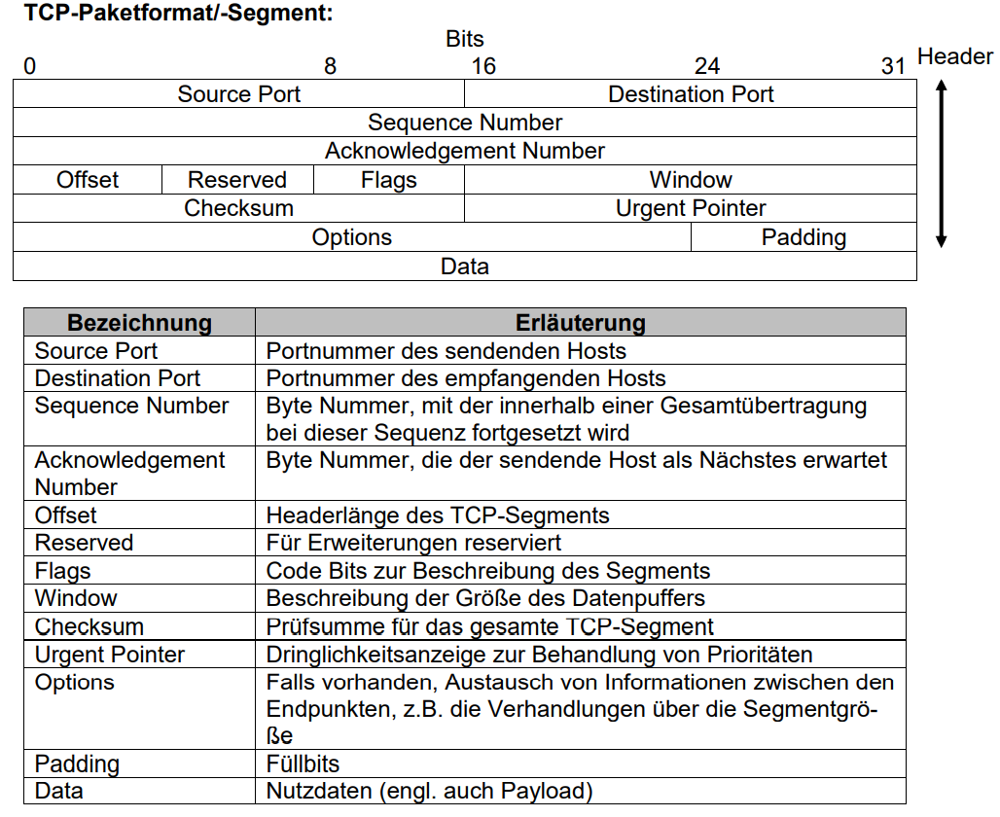 TCP-Paketformat/-Segment:
Bits
0 8 16 24 31 Header
Source Port Destination Port
Sequence Number
Acknowledgement Number
Offset Reserved Flags Window
Checksum Urgent Pointer
Options Padding
Data
Bezeichnung Erläuterung
Source Port Portnummer des sendenden Hosts
Destination Port Portnummer des empfangenden Hosts
Sequence Number Byte Nummer, mit der innerhalb einer Gesamtübertragung
bei dieser Sequenz fortgesetzt wird
Acknowledgement Byte Nummer, die der sendende Host als Nächstes erwartet
Number
Offset Headerlänge des TCP-Segments
Reserved Für Erweiterungen reserviert
Flags Code Bits zur Beschreibung des Segments
Window Beschreibung der Größe des Datenpuffers
Checksum Prüfsumme für das gesamte TCP-Segment
Urgent Pointer Dringlichkeitsanzeige zur Behandlung von Prioritäten
Options Falls vorhanden, Austausch von Informationen zwischen den
Endpunkten, z.B. die Verhandlungen über die Segmentgrö-
ße
Padding Füllbits
Data Nutzdaten (engl. auch Payload)